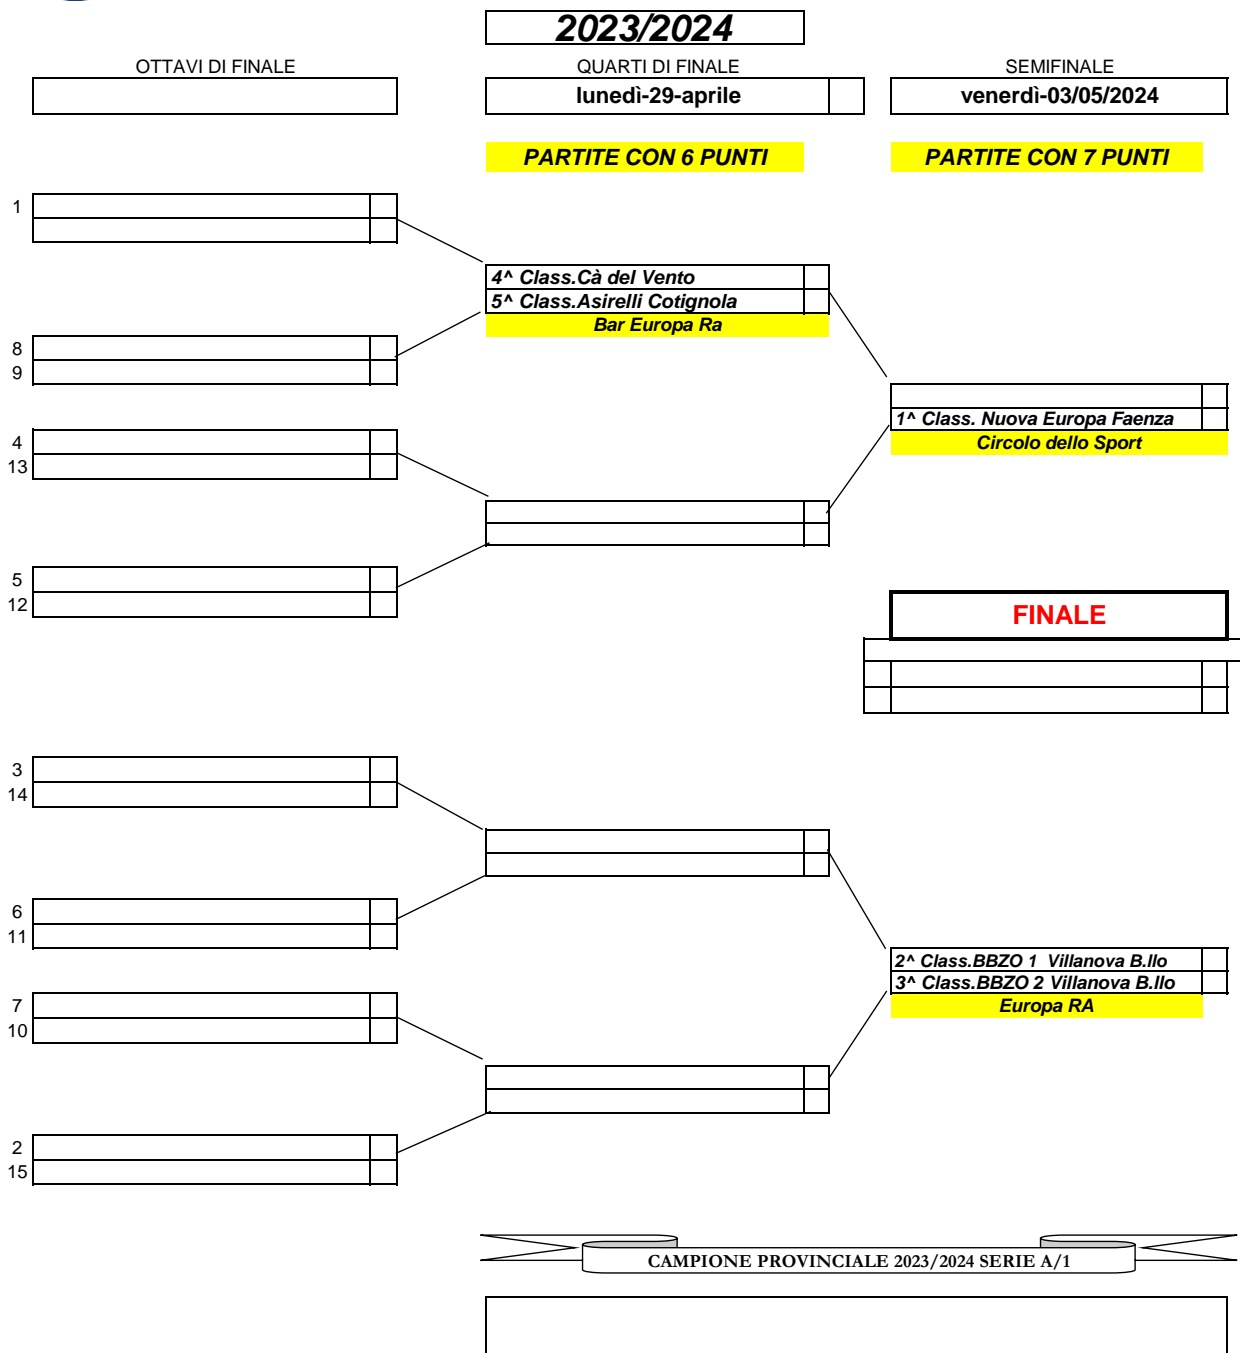 2023/2024
OTTAVI DI FINALE
QUARTI DI FINALE
SEMIFINALE
lunedì-29-aprile
venerdì-03/05/2024
PARTITE CON 6 PUNTI
PARTITE CON 7 PUNTI
1
4^ Class.Cà del Vento
5^ Class.Asirelli Cotignola
Bar Europa Ra
8
9
1^ Class. Nuova Europa Faenza
Circolo dello Sport
4
13
5
12
FINALE
3
14
6
11
2^ Class.BBZO 1  Villanova B.llo
3^ Class.BBZO 2 Villanova B.llo
Europa RA
7
10
2
15
CAMPIONE PROVINCIALE 2023/2024 SERIE A/1